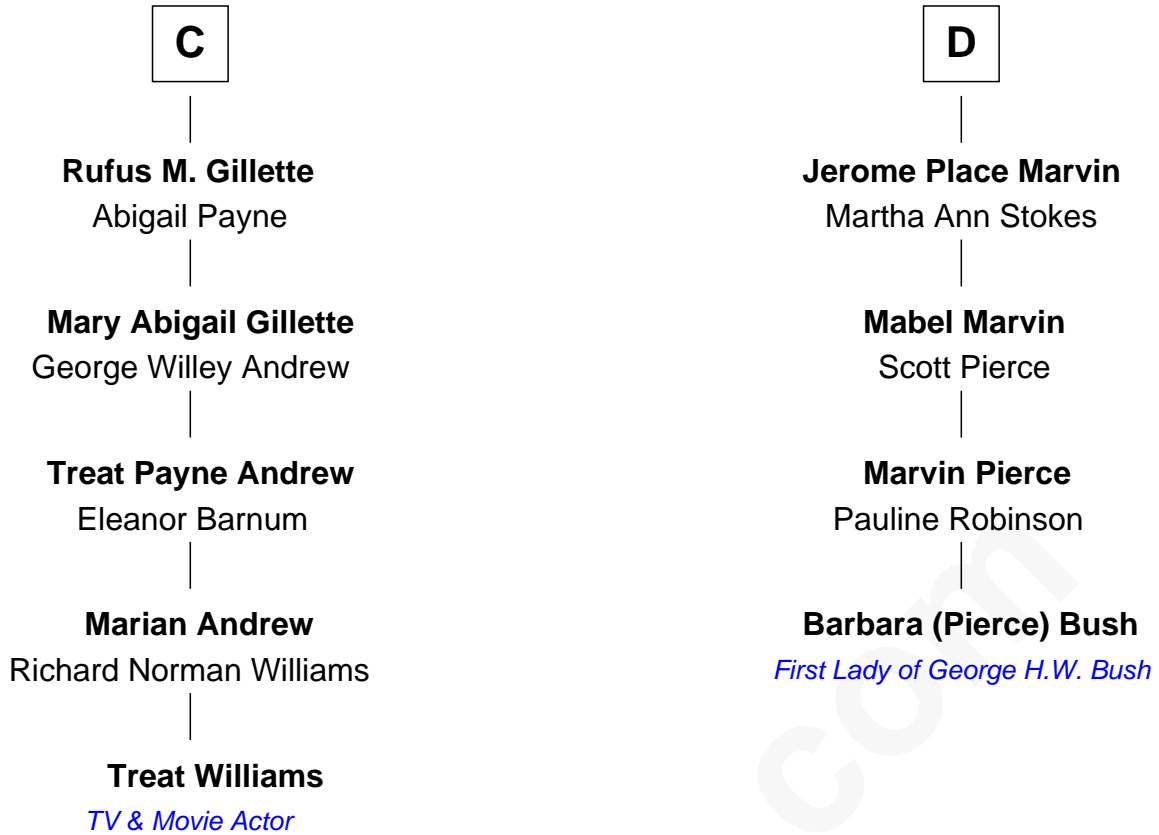 C
Rufus M. Gillette
Abigail Payne
Mary Abigail Gillette
George Willey Andrew
Treat Payne Andrew
Eleanor Barnum
Marian Andrew
Richard Norman Williams
Treat Williams
TV & Movie Actor
D
Jerome Place Marvin
Martha Ann Stokes
Mabel Marvin
Scott Pierce
Marvin Pierce
Pauline Robinson
Barbara (Pierce) Bush
First Lady of George H.W. Bush
com